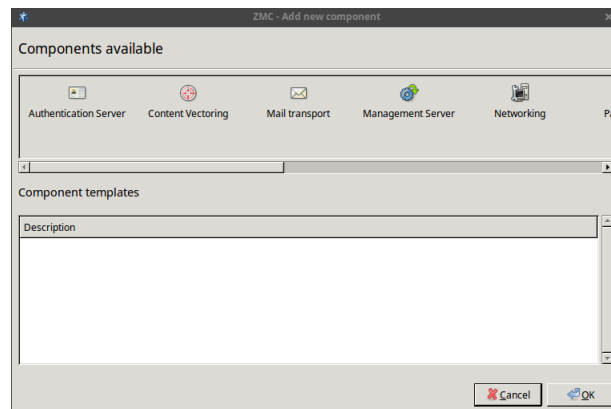 ZMC - Add new component
Components available
Authentication Server Content Vectoring Mail transport Management Server Networking
Component templates
Description
Cancel OK